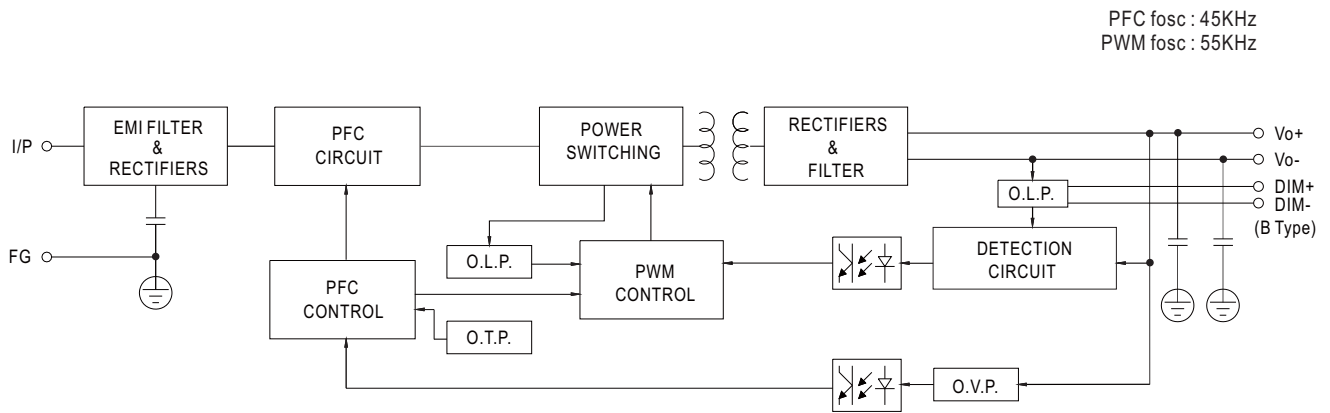 PFC fosc : 45KHz
PWM fosc : 55KHz
I/P
EMI FILTER
&
RECTIFIERS
PFC
CIRCUIT
POWER
SWITCHING
RECTIFIERS
&
FILTER
Vo+
Vo-
DIM+
DIM-
(B Type)
O.L.P.
FG
O.L.P.
PFC
CONTROL
PWM
CONTROL
DETECTION
CIRCUIT
O.T.P.
O.V.P.